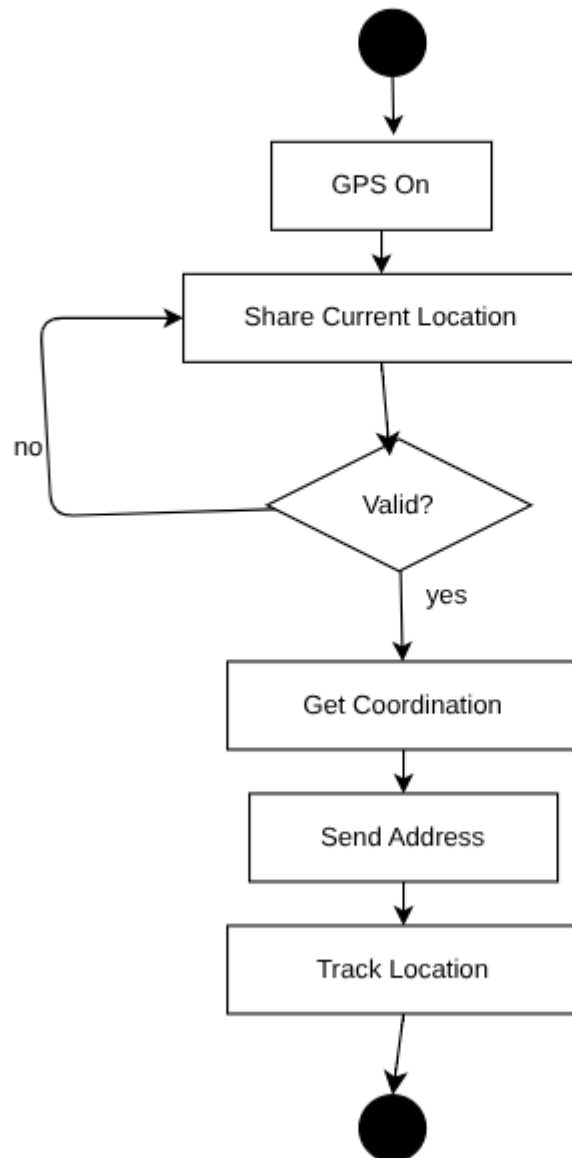 GPS On
Share Current Location
no
Valid?
yes
Get Coordination
Send Address
Track Location